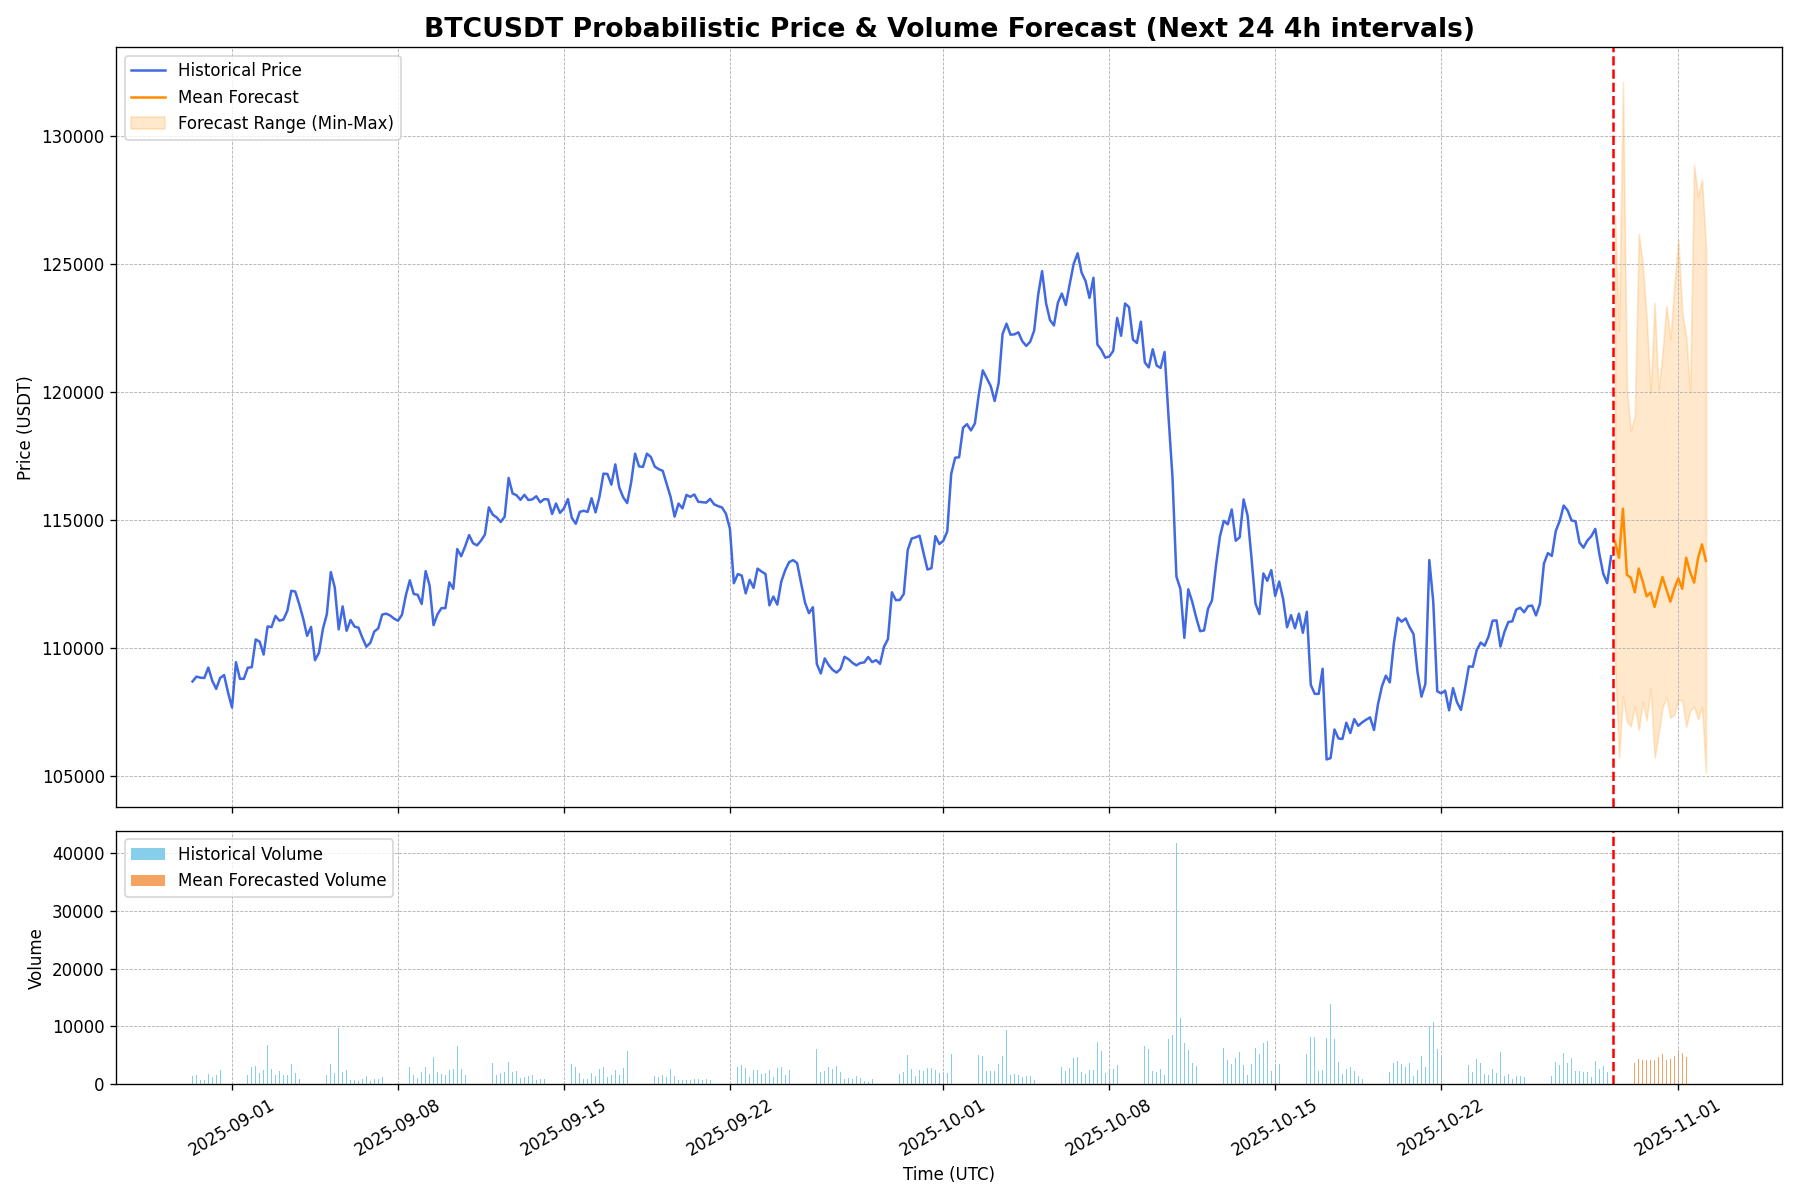 BTCUSDT Probabilistic Price & Volume Forecast (Next 24 4h intervals)
Historical Price
Mean Forecast
Forecast Range (Min-Max)
130000
125000
120000
115000
110000
105000
Price (USDT)
Historical Volume
Mean Forecasted Volume
40000
30000
20000
10000
0
Volume
2025-09-01
2025-09-08
2025-09-15
2025-09-22
2025-10-01
2025-10-08
2025-10-15
2025-10-22
2025-11-01
Time (UTC)